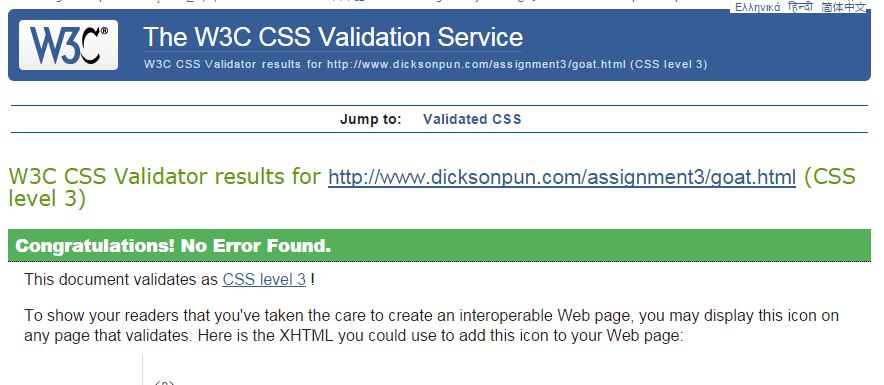 Ελληνικά हिन्दी 简体中文
W3C®
The W3C CSS Validation Service
W3C CSS Validator results for http://www.dicksonpun.com/assignment3/goat.html (CSS level 3)
Jump to: Validated CSS
W3C CSS Validator results for http://www.dicksonpun.com/assignment3/goat.html (CSS
level 3)
Congratulations! No Error Found.
This document validates as CSS level 3 !
To show your readers that you've taken the care to create an interoperable Web page, you may display this icon on
any page that validates. Here is the XHTML you could use to add this icon to your Web page: